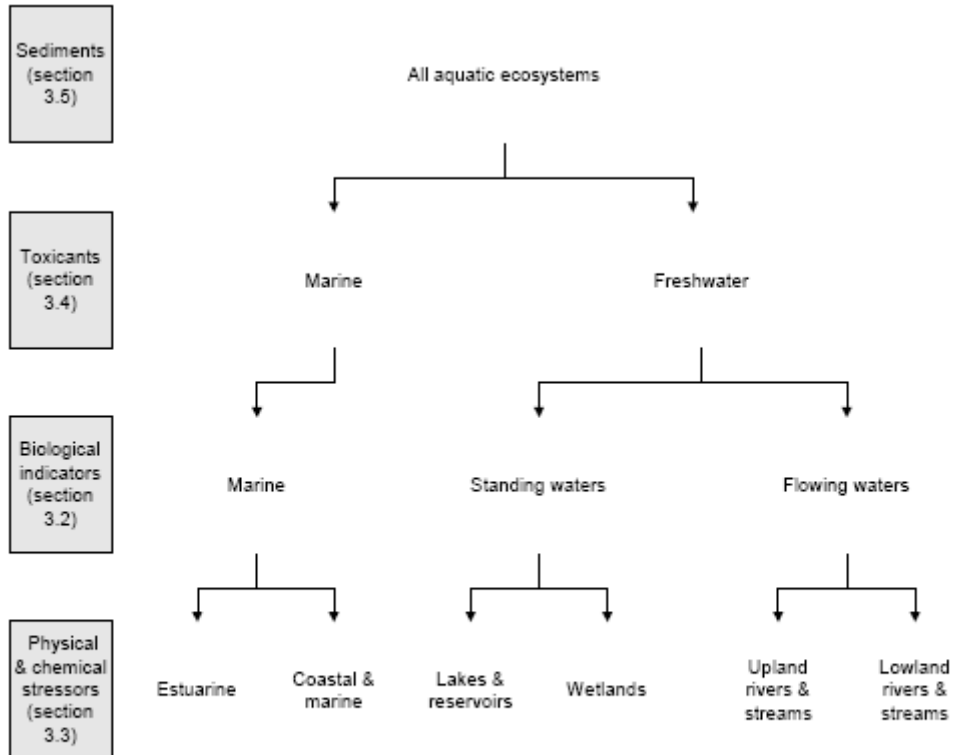 Sediments
(section
3.5)
All aquatic ecosystems
Toxicants
(section
3.4)
Marine
Freshwater
Biological
indicators
(section
3.2)
Marine
Standing waters
Flowing waters
Physical
& chemical
stressors
(section
3.3)
Estuarine
Coastal &
marine
Lakes &
reservoirs
Wetlands
Upland
rivers &
streams
Lowland
rivers &
streams